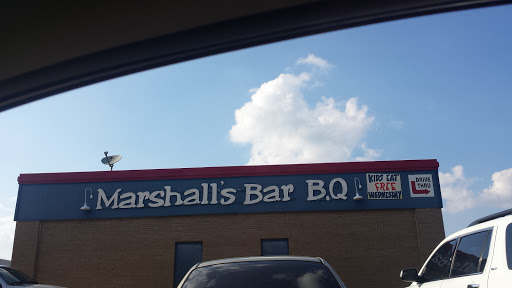 Marshall's Bar B.Q
KIDS EAT
FREE
WEDNESDAY
DRIVE
THRU